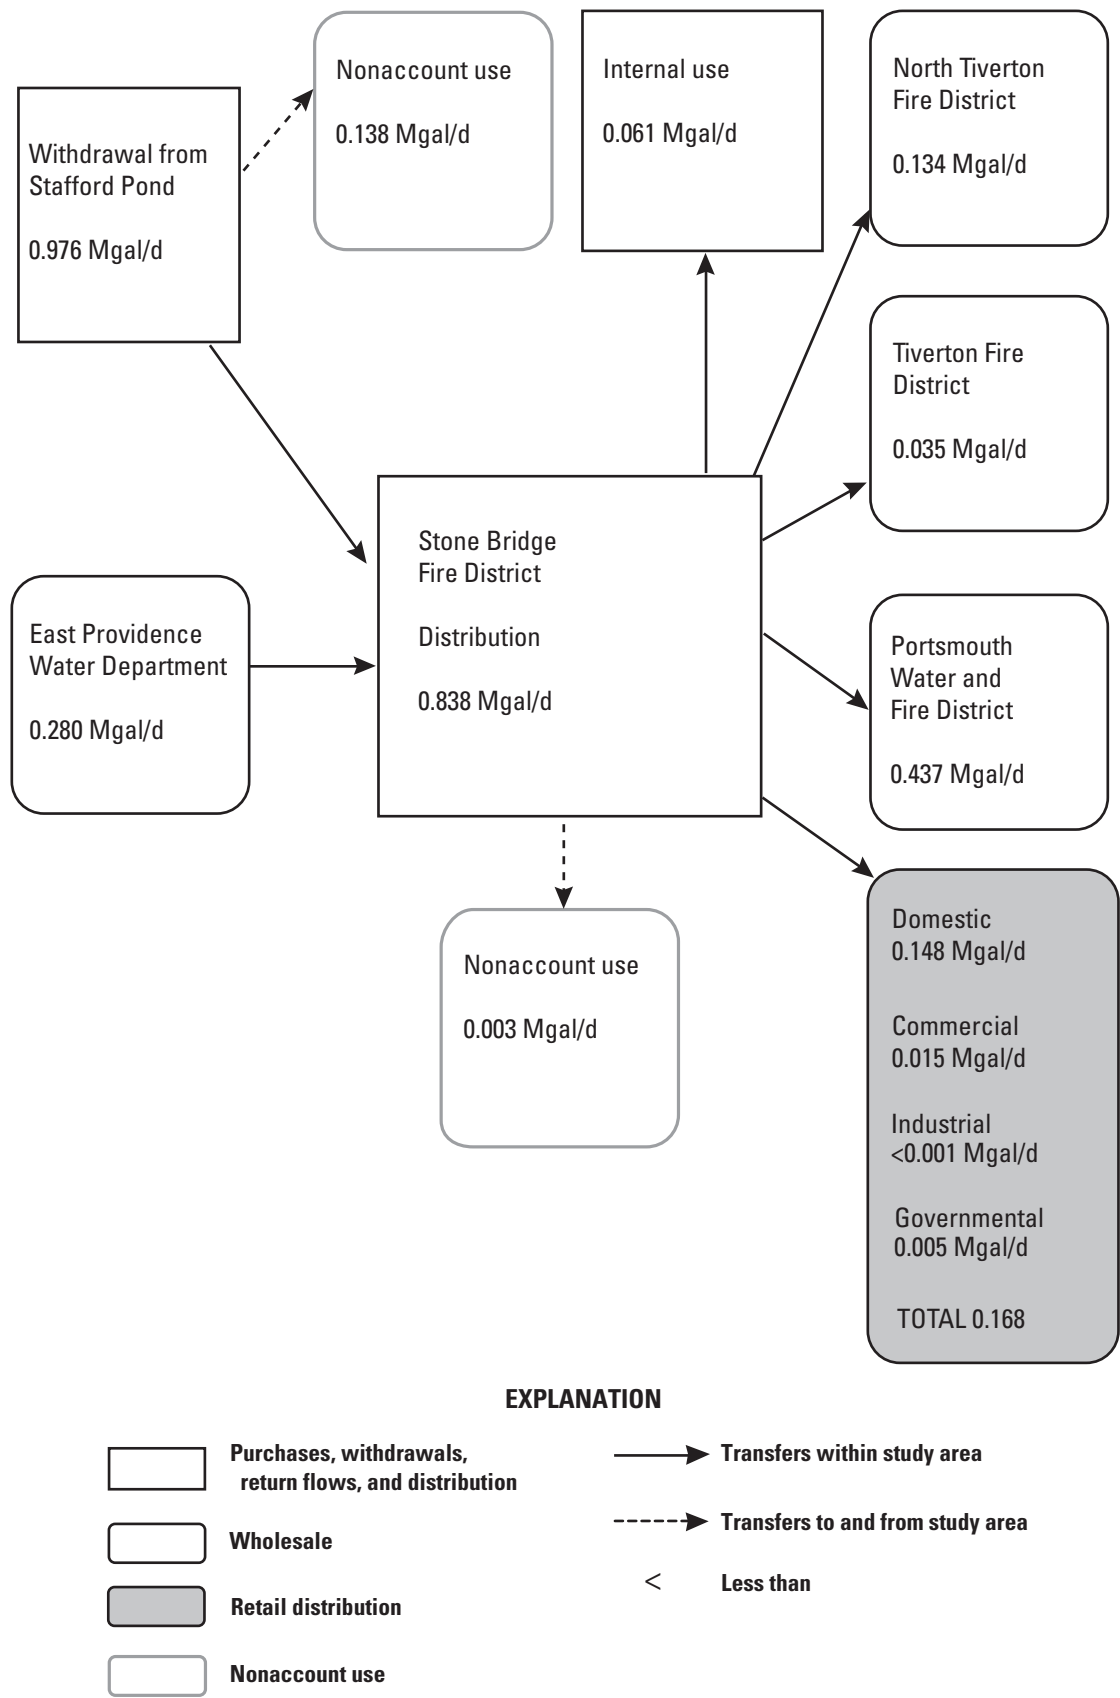 Nonaccount use
0.138 Mgal/d
Internal use
0.061 Mgal/d
North Tiverton
Fire District
0.134 Mgal/d
Withdrawal from
Stafford Pond
0.976 Mgal/d
Tiverton Fire
District
0.035 Mgal/d
Stone Bridge
Fire District
Distribution
0.838 Mgal/d
East Providence
Water Department
0.280 Mgal/d
Portsmouth
Water and
Fire District
0.437 Mgal/d
Nonaccount use
0.003 Mgal/d
Domestic
0.148 Mgal/d
Commercial
0.015 Mgal/d
Industrial
<0.001 Mgal/d
Governmental
0.005 Mgal/d
TOTAL 0.168
EXPLANATION
Purchases, withdrawals,
return flows, and distribution
Wholesale
Retail distribution
Nonaccount use
Transfers within study area
Transfers to and from study area
< Less than